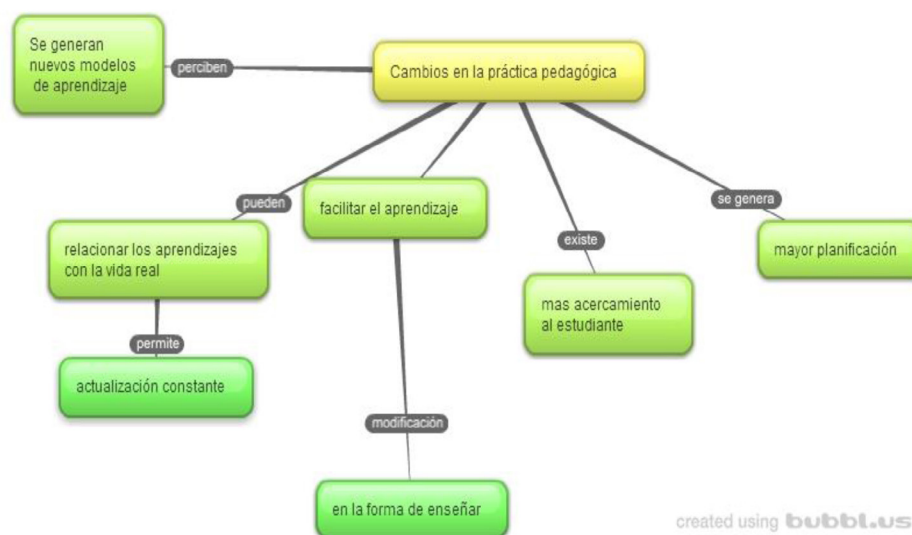 Se generan
nuevos modelos
de aprendizaje
perciben
Cambios en la práctica pedagógica
pueden
facilitar el aprendizaje
se genera
existe
relacionar los aprendizajes
con la vida real
mayor planificación
mas acercamiento
al estudiante
permite
actualización constante
modificación
en la forma de enseñar
created using bubbl.us